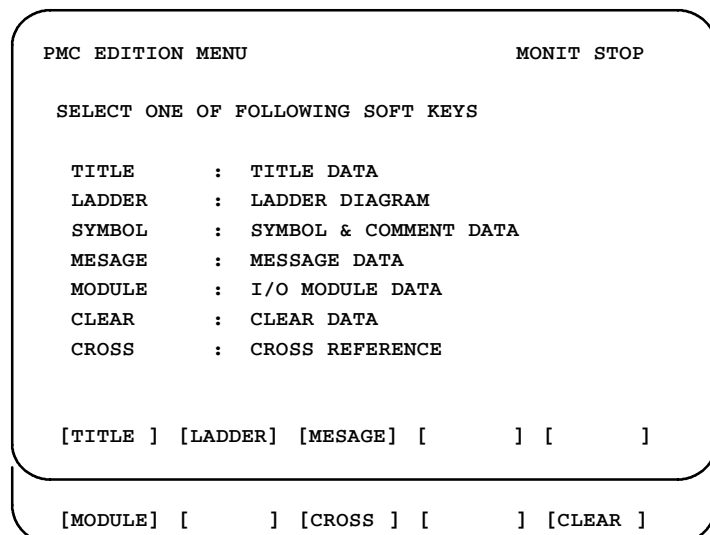 PMC EDITION MENU MONIT STOP
SELECT ONE OF FOLLOWING SOFT KEYS
TITLE : TITLE DATA
LADDER : LADDER DIAGRAM
SYMBOL : SYMBOL & COMMENT DATA
MESAGE : MESSAGE DATA
MODULE : I/O MODULE DATA
CLEAR : CLEAR DATA
CROSS : CROSS REFERENCE
[TITLE ] [LADDER] [MESAGE] [ ] [ ]
[MODULE] [ ] [CROSS ] [ ] [CLEAR ]